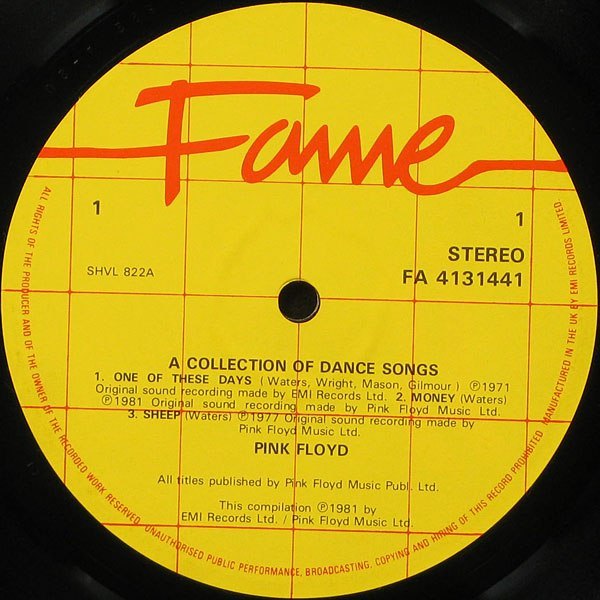 Fame
1
1
STEREO
SHVL 822A
FA 4131441
A COLLECTION OF DANCE SONGS
1. ONE OF THESE DAYS (Waters, Wright, Mason, Gilmour) ℗1971
Original sound recording made by EMI Records Ltd. 2. MONEY (Waters)
℗1981 Original sound recording made by Pink Floyd Music Ltd.
3. SHEEP (Waters) ℗1977 Original sound recording made by
Pink Floyd Music Ltd.
PINK FLOYD
All titles published by Pink Floyd Music Publ. Ltd.
This compilation ℗1981 by
EMI Records Ltd. / Pink Floyd Music Ltd.
ALL RIGHTS OF THE PRODUCER AND OF THE OWNER OF THE RECORDED WORK RESERVED. UNAUTHORISED PUBLIC PERFORMANCE, BROADCASTING, COPYING AND HIRING OF THIS RECORD PROHIBITED. MANUFACTURED IN THE UK BY EMI RECORDS LIMITED